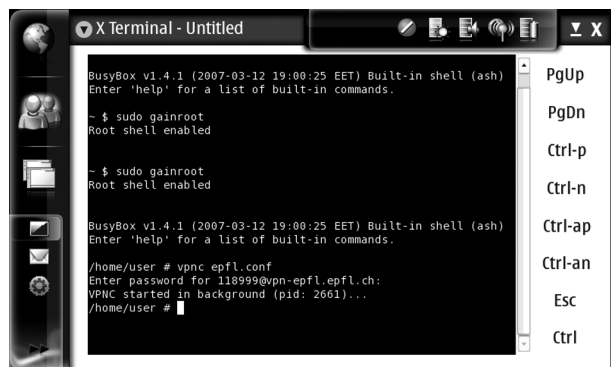 X Terminal - Untitled
X
BusyBox v1.4.1 (2007-03-12 19:00:25 EET) Built-in shell (ash)
Enter 'help' for a list of built-in commands.
~ $ sudo gainroot
Root shell enabled
~ $ sudo gainroot
Root shell enabled
BusyBox v1.4.1 (2007-03-12 19:00:25 EET) Built-in shell (ash)
Enter 'help' for a list of built-in commands.
/home/user # vpnc epfl.conf
Enter password for 118999@vpn-epfl.epfl.ch:
VPNC started in background (pid: 2661)...
/home/user #
PgUp
PgDn
Ctrl-p
Ctrl-n
Ctrl-ap
Ctrl-an
Esc
Ctrl